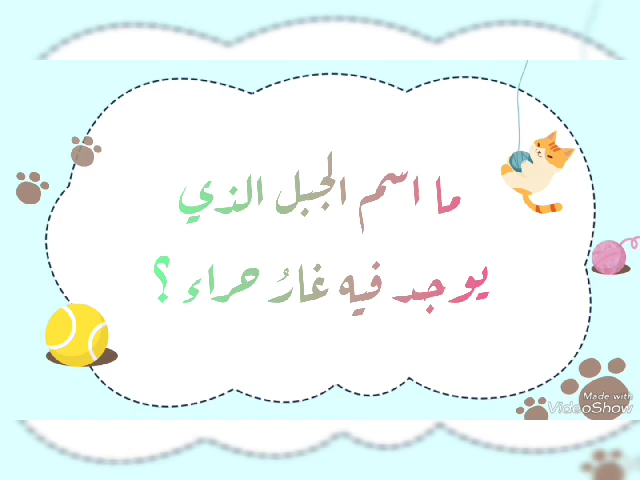 ما اسم الجبل الذي
يوجد فيه غارُ حراء ؟
Made with
VideoShow